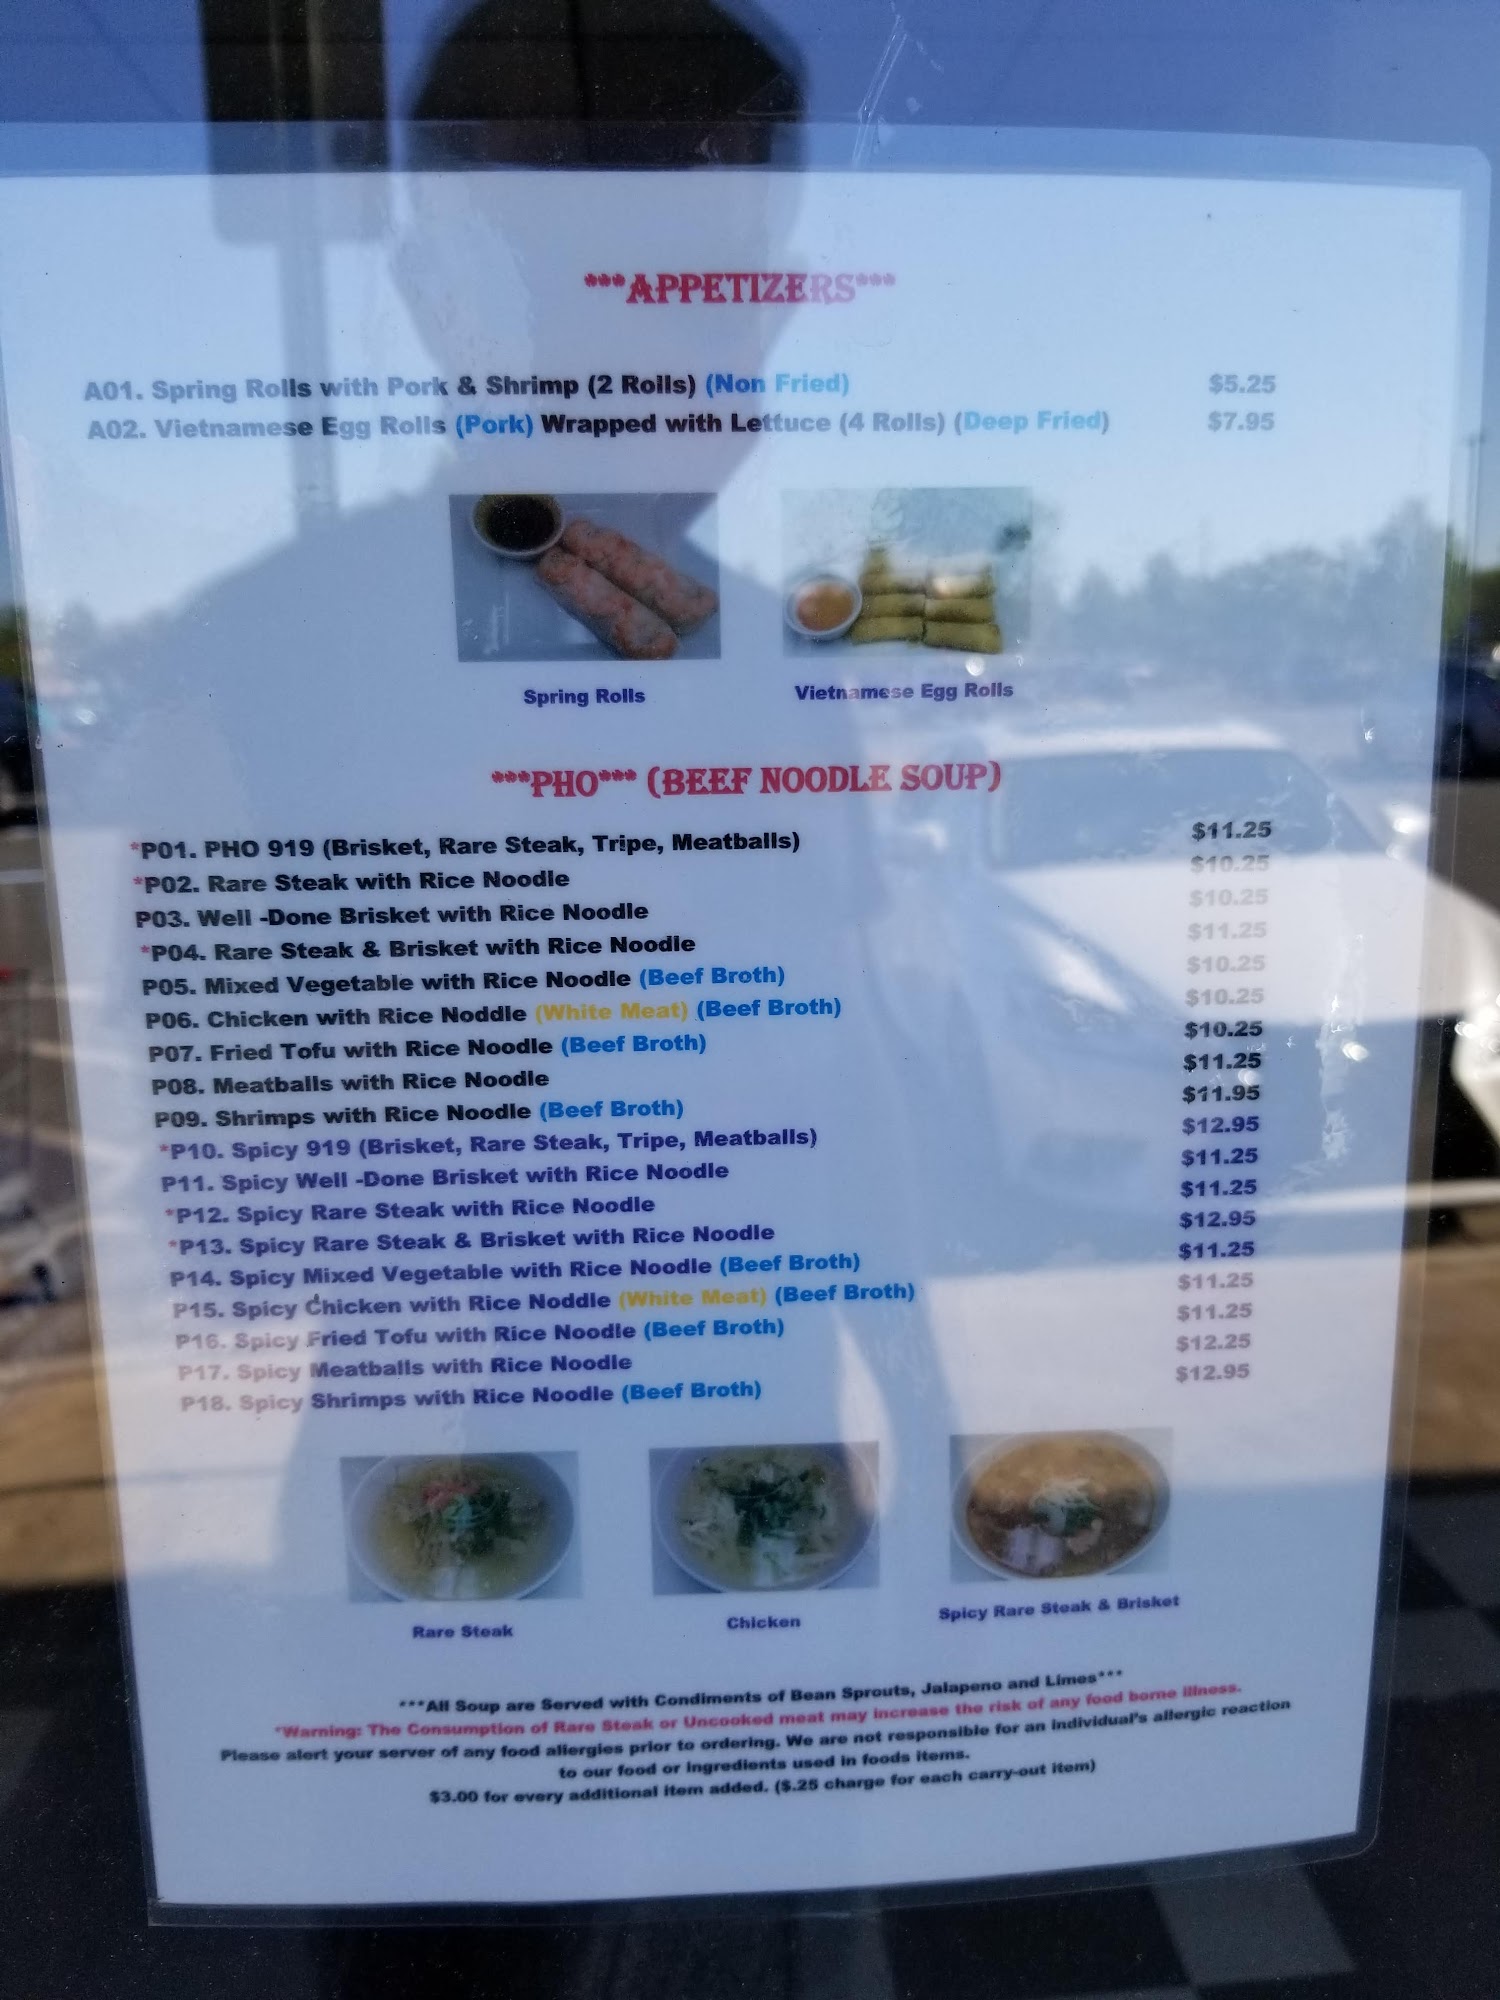 ***APPETIZERS***
A01. Spring Rolls with Pork & Shrimp (2 Rolls) (Non Fried) $5.25
A02. Vietnamese Egg Rolls (Pork) Wrapped with Lettuce (4 Rolls) (Deep Fried) $7.95
Spring Rolls Vietnamese Egg Rolls
***PHO*** (BEEF NOODLE SOUP)
*P01. PHO 919 (Brisket, Rare Steak, Tripe, Meatballs) $11.25
*P02. Rare Steak with Rice Noodle $10.25
P03. Well -Done Brisket with Rice Noodle $10.25
*P04. Rare Steak & Brisket with Rice Noodle $11.25
P05. Mixed Vegetable with Rice Noodle (Beef Broth) $10.25
P06. Chicken with Rice Noddle (White Meat) (Beef Broth) $10.25
P07. Fried Tofu with Rice Noodle (Beef Broth) $10.25
P08. Meatballs with Rice Noodle $11.25
P09. Shrimps with Rice Noodle (Beef Broth) $11.95
*P10. Spicy 919 (Brisket, Rare Steak, Tripe, Meatballs) $12.95
P11. Spicy Well -Done Brisket with Rice Noodle $11.25
*P12. Spicy Rare Steak with Rice Noodle $11.25
*P13. Spicy Rare Steak & Brisket with Rice Noodle $12.95
P14. Spicy Mixed Vegetable with Rice Noodle (Beef Broth) $11.25
P15. Spicy Chicken with Rice Noddle (White Meat) (Beef Broth) $11.25
P16. Spicy Fried Tofu with Rice Noodle (Beef Broth) $11.25
P17. Spicy Meatballs with Rice Noodle $12.25
P18. Spicy Shrimps with Rice Noodle (Beef Broth) $12.95
Rare Steak Chicken Spicy Rare Steak & Brisket
***All Soup are Served with Condiments of Bean Sprouts, Jalapeno and Limes***
*Warning: The Consumption of Rare Steak or Uncooked meat may increase the risk of any food borne illness.
Please alert your server of any food allergies prior to ordering. We are not responsible for an individual's allergic reaction
to our food or ingredients used in foods items.
$3.00 for every additional item added. ($.25 charge for each carry-out item)